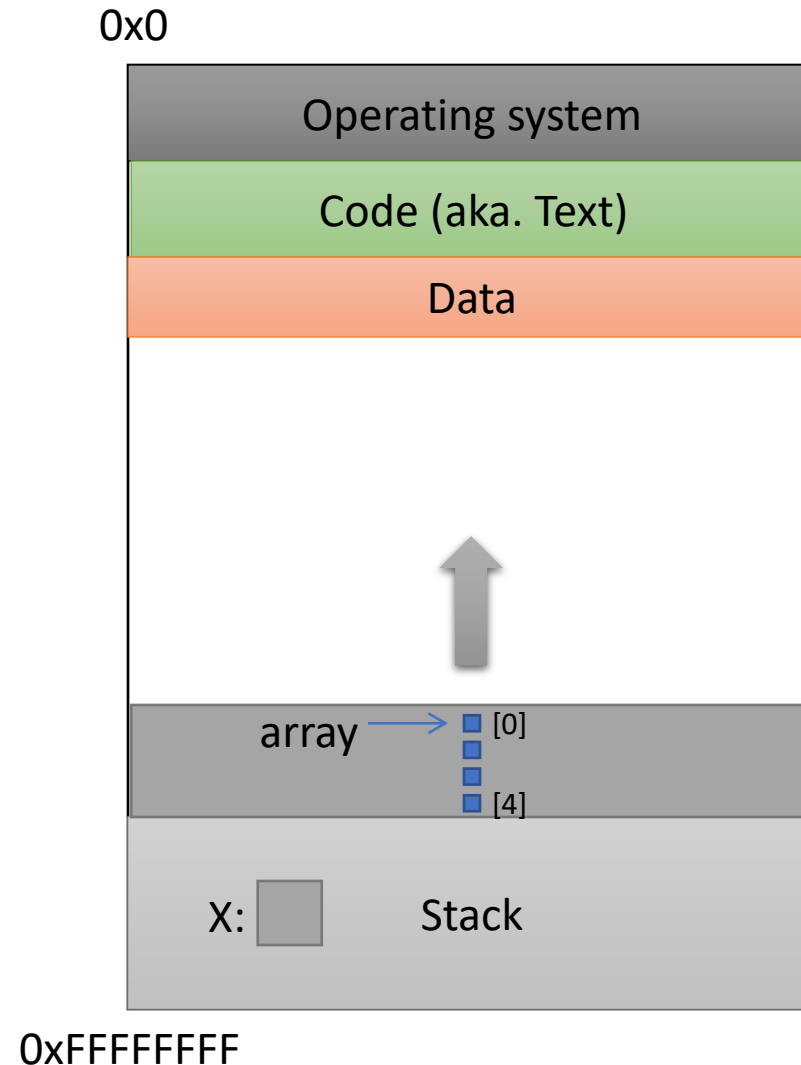 0x0
Operating system
Code (aka. Text)
Data
array [0]
[4]
X: Stack
0xFFFFFFFF